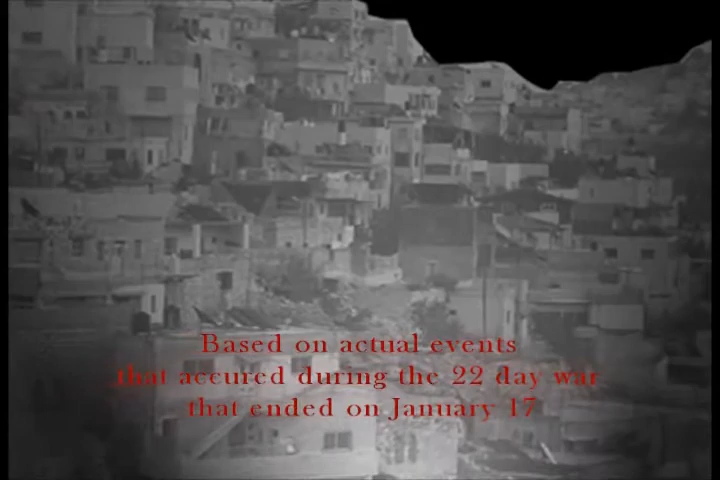 Based on actual events
that accured during the 22 day war
that ended on January 17